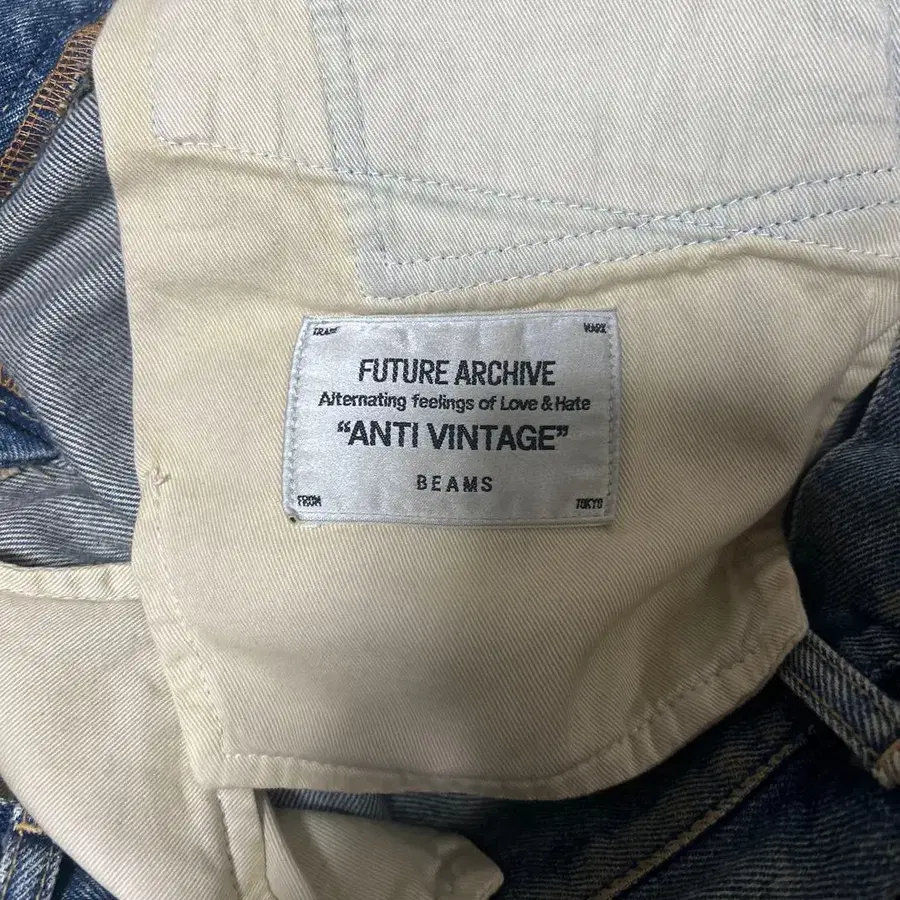 TRADE MARK
FUTURE ARCHIVE
Alternating feelings of Love & Hate
“ANTI VINTAGE”
BEAMS
FROM TOKYO